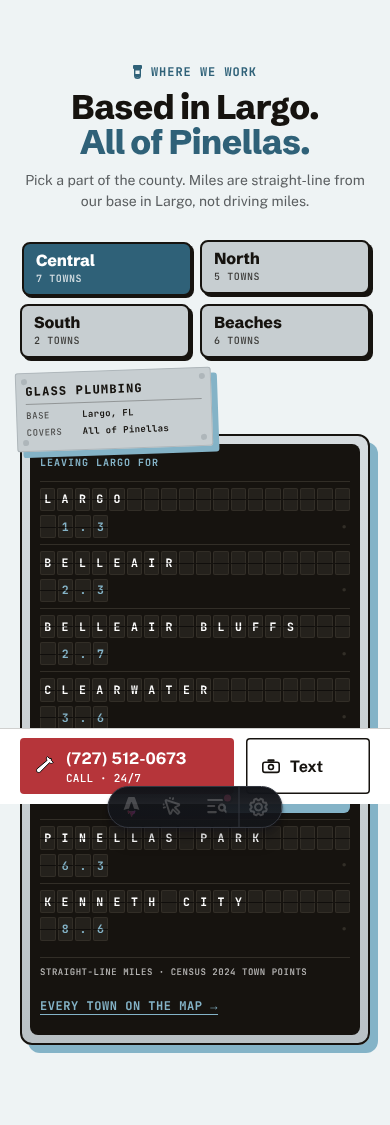 WHERE WE WORK
Based in Largo.
All of Pinellas.
Pick a part of the county. Miles are straight-line from
our base in Largo, not driving miles.
Central
7 TOWNS
North
5 TOWNS
South
2 TOWNS
Beaches
6 TOWNS
GLASS PLUMBING
BASE Largo, FL
COVERS All of Pinellas
LEAVING LARGO FOR
LARGO
1.3
BELLEAIR
2.3
BELLEAIR BLUFFS
2.7
CLEARWATER
3.6
(727) 512-0673
CALL · 24/7
Text
PINELLAS PARK
6.3
KENNETH CITY
8.6
STRAIGHT-LINE MILES · CENSUS 2024 TOWN POINTS
EVERY TOWN ON THE MAP →